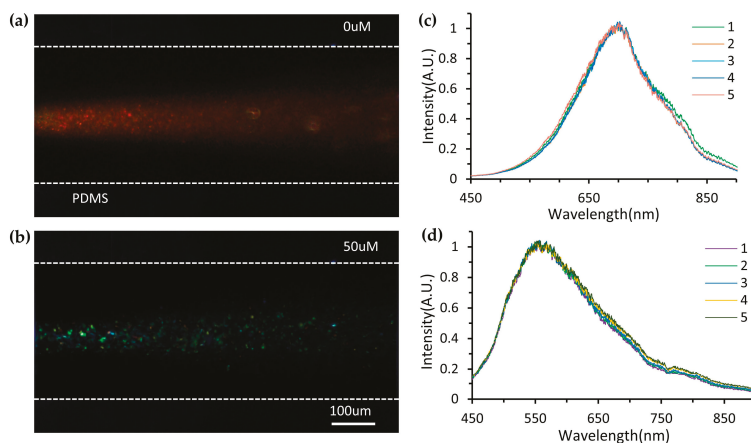 (a)
0uM
PDMS
(b)
50uM
100um
(c)
Intensity(A.U.)
1
0.8
0.6
0.4
0.2
0
450
650
850
Wavelength(nm)
1
2
3
4
5
(d)
Intensity(A.U.)
1
0.8
0.6
0.4
0.2
0
450
550
650
750
850
Wavelength(nm)
1
2
3
4
5